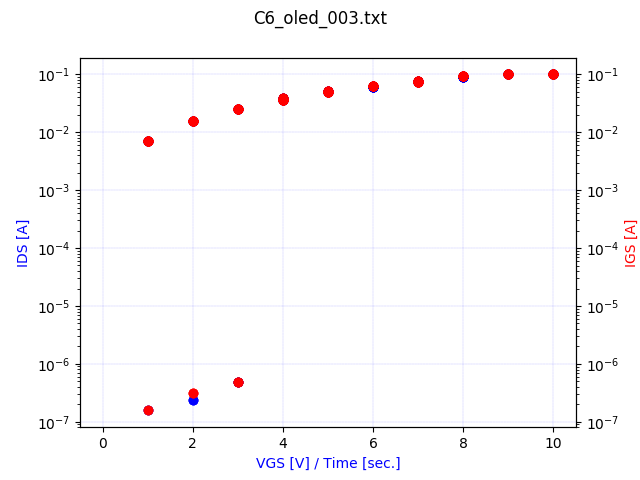 C6_oled_003.txt
10⁻¹
10⁻²
10⁻³
10⁻⁴
10⁻⁵
10⁻⁶
10⁻⁷
IDS [A]
10⁻¹
10⁻²
10⁻³
10⁻⁴
10⁻⁵
10⁻⁶
10⁻⁷
IGS [A]
0 2 4 6 8 10
VGS [V] / Time [sec.]